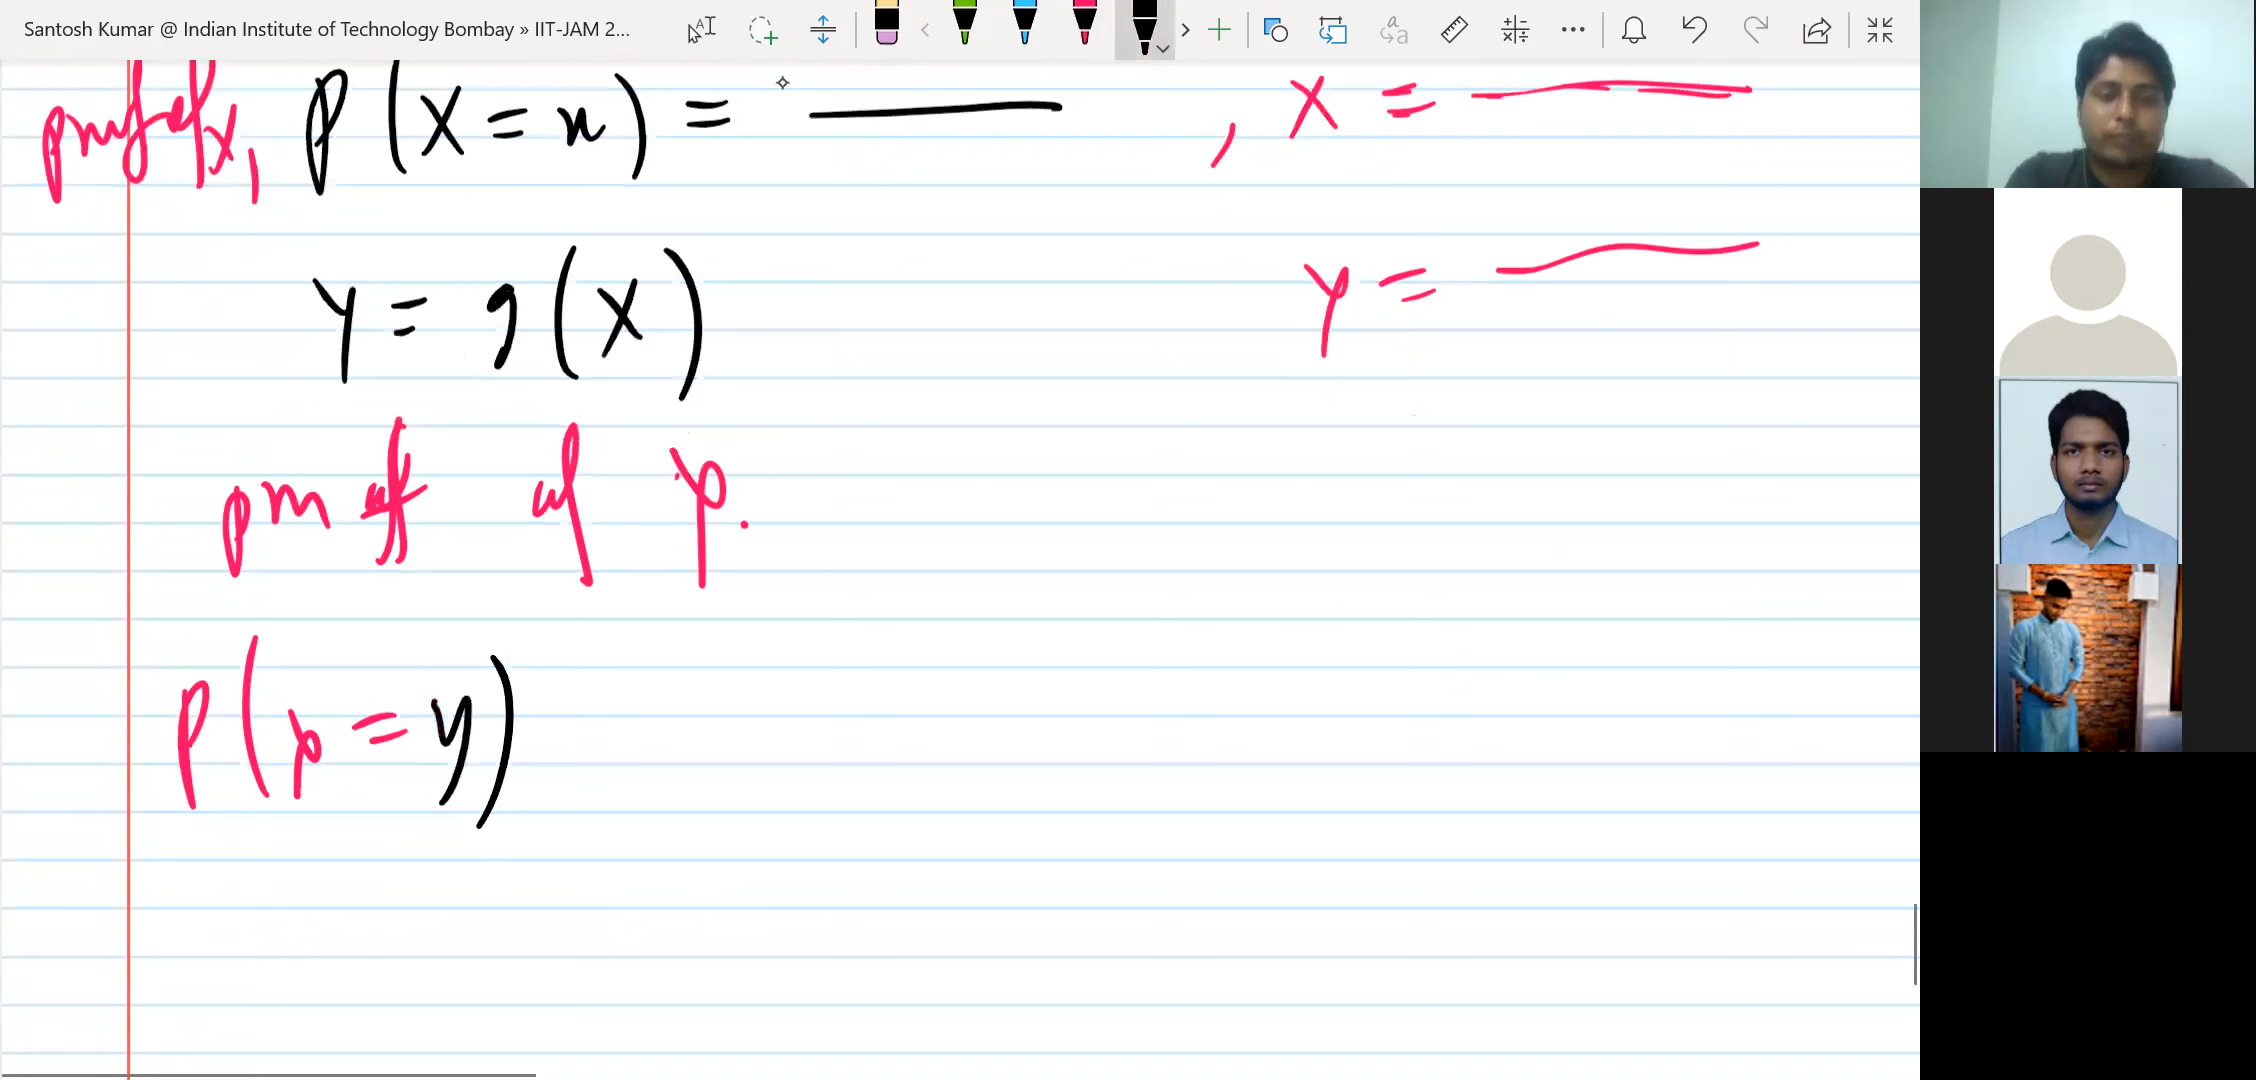 Santosh Kumar @ Indian Institute of Technology Bombay » IIT-JAM 2...
pmf of X, P(X = x) = , X =
Y = g(X) Y =
pmf of Y.
P(Y = y)